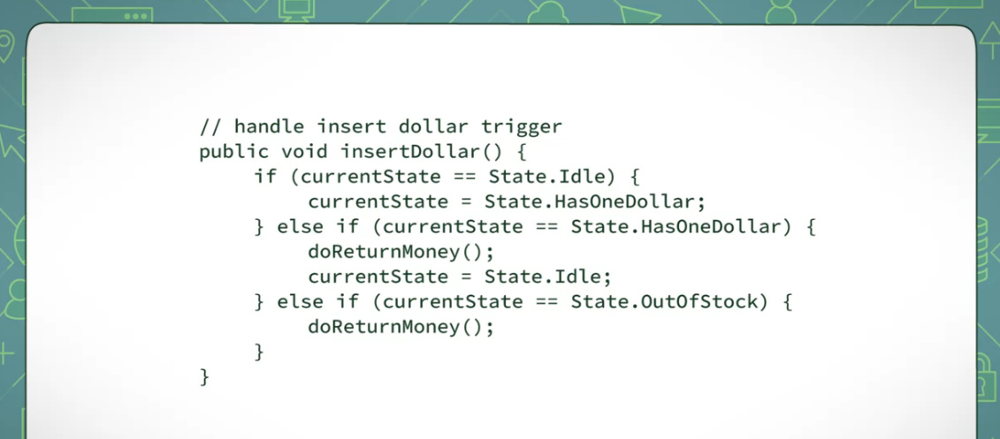 // handle insert dollar trigger
public void insertDollar() {
if (currentState == State.Idle) {
currentState = State.HasOneDollar;
} else if (currentState == State.HasOneDollar) {
doReturnMoney();
currentState = State.Idle;
} else if (currentState == State.OutOfStock) {
doReturnMoney();
}
}